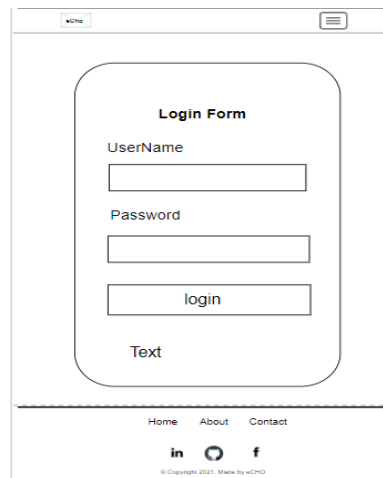 eCHO
Login Form
UserName
Password
login
Text
Home About Contact
in f
© Copyright 2021. Made by eCHO